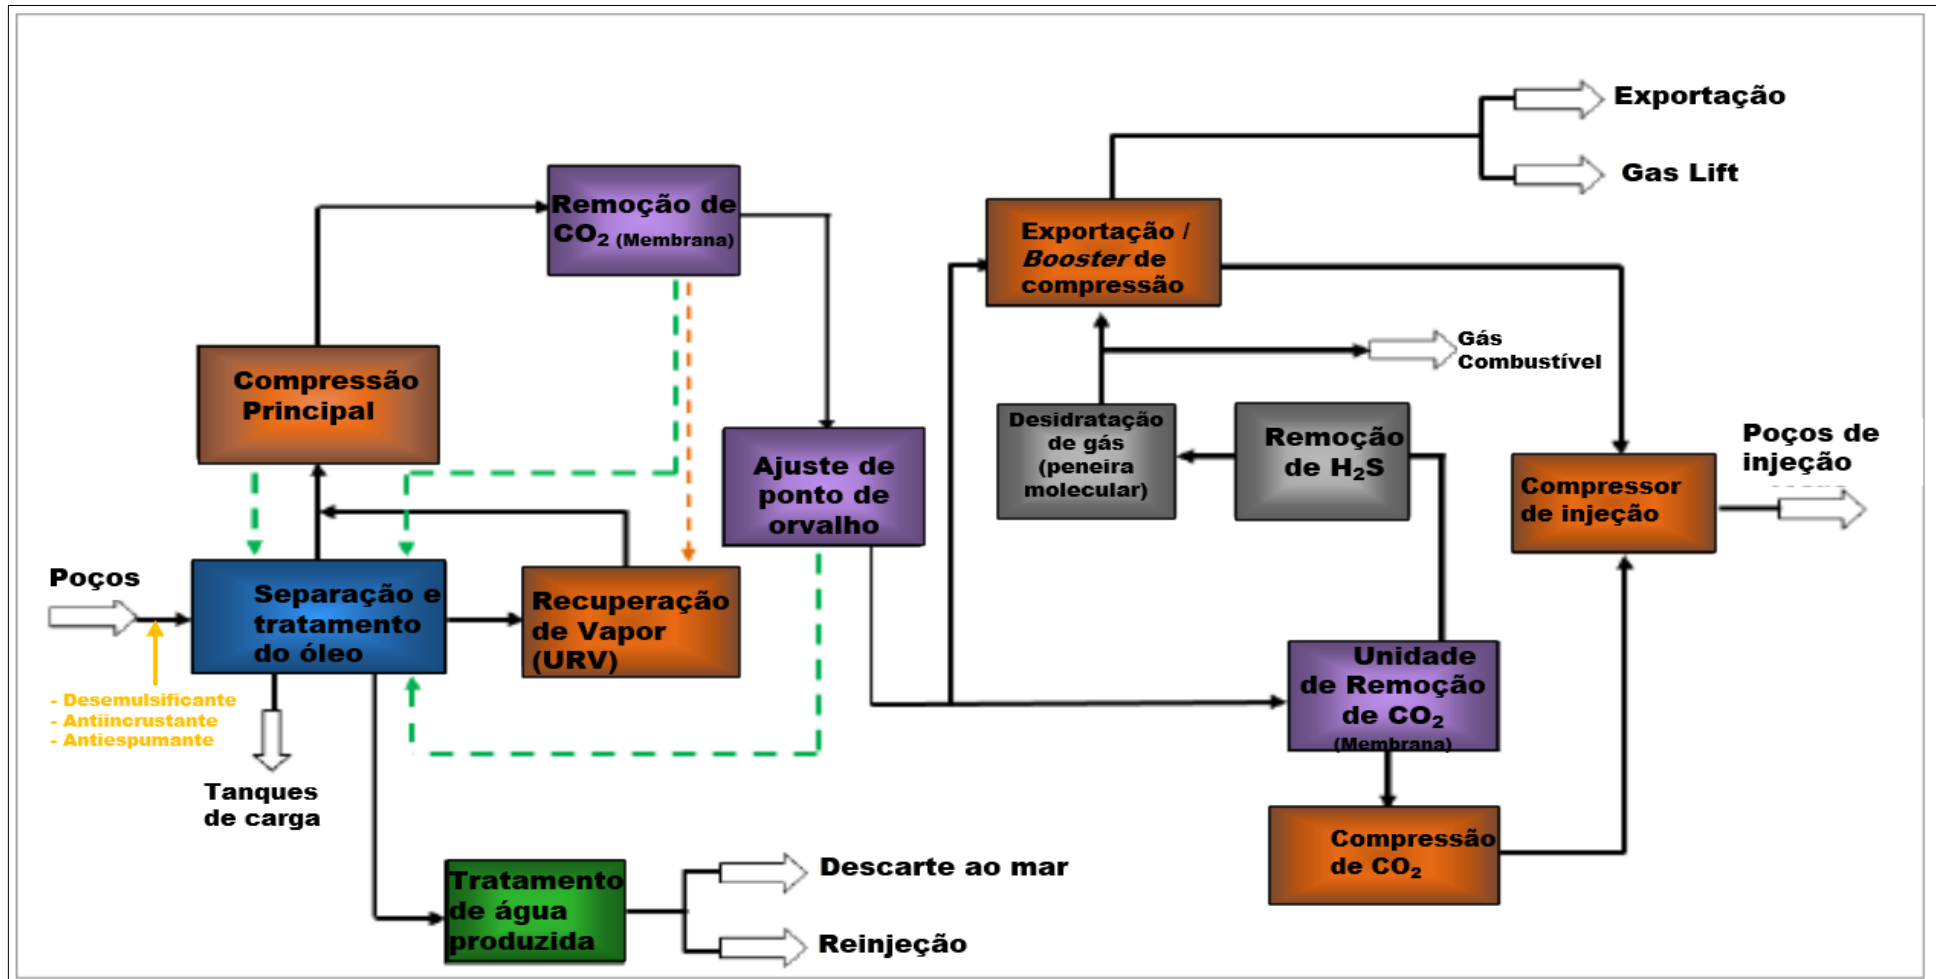 Exportação
Gas Lift
Remoção de
CO₂ (Membrana)
Exportação /
Booster de
compressão
Gás
Combustível
Compressão
Principal
Desidratação
de gás
(peneira
molecular)
Remoção
de H₂S
Poços de
injeção
Ajuste de
ponto de
orvalho
Compressor
de injeção
Poços
Separação e
tratamento
do óleo
Recuperação
de Vapor
(URV)
- Desemulsificante
- Antiincrustante
- Antiespumante
Unidade
de Remoção
de CO₂
(Membrana)
Tanques
de carga
Compressão
de CO₂
Tratamento
de água
produzida
Descarte ao mar
Reinjeção